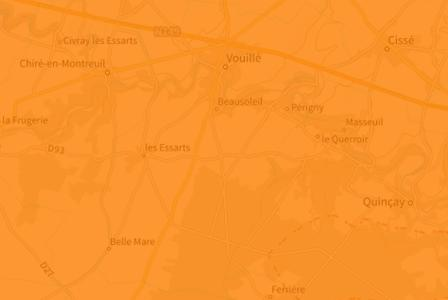 Civray les Essarts
N149
Cissé
Vouillé
Chiré-en-Montreuil
Beausoleil
Périgny
la Frugerie
Masseuil
le Querroir
D93
les Essarts
Quinçay
Belle Mare
D27
Ferrière